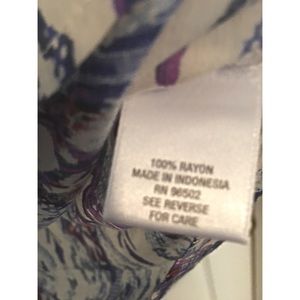 100% RAYON
MADE IN INDONESIA
RN 96502
SEE REVERSE
FOR CARE